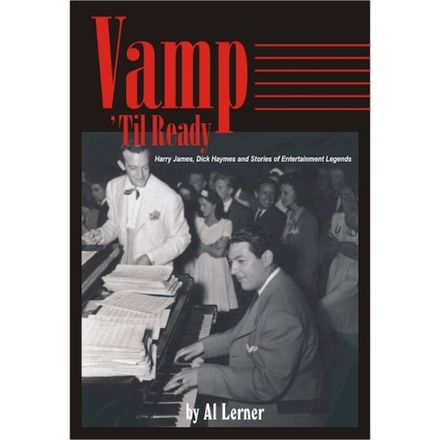 Vamp
'Til Ready
Harry James, Dick Haymes and Stories of Entertainment Legends
by Al Lerner